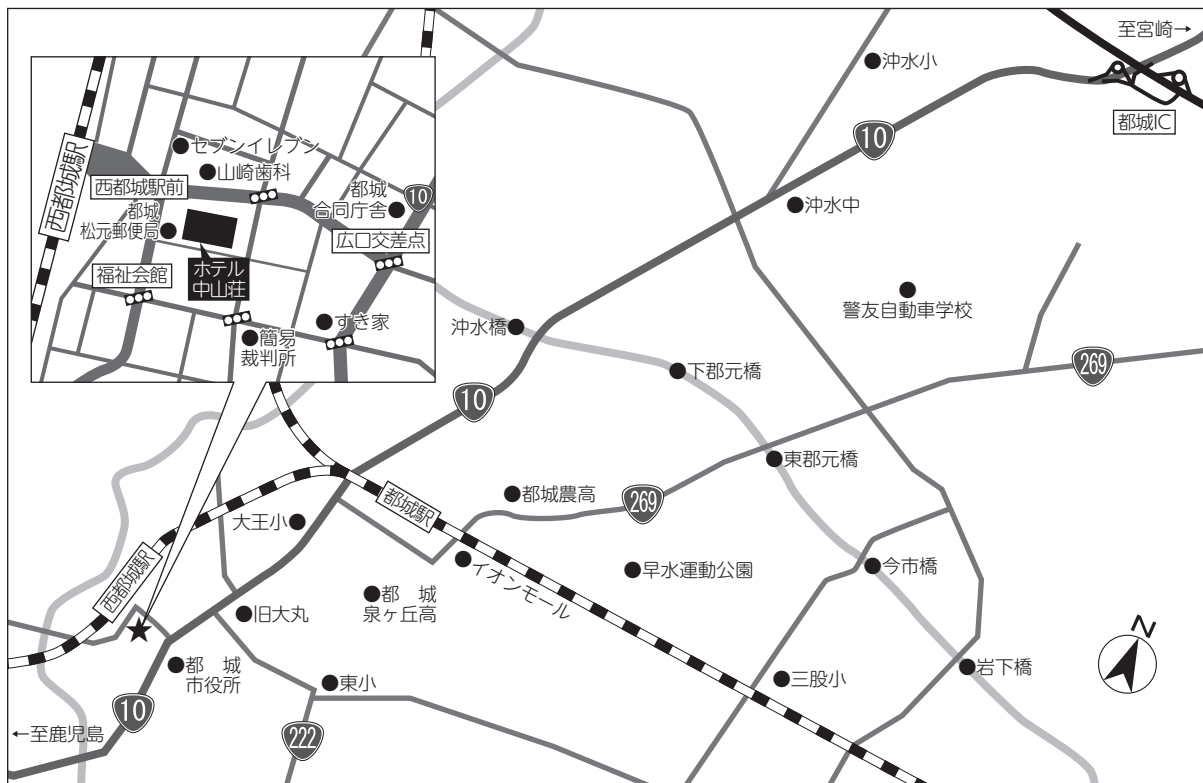 至宮崎→
沖水小
都城IC
10
沖水中
警友自動車学校
269
西都城駅
セブンイレブン
山崎歯科
西都城駅前
都城
合同庁舎
10
都城
松元郵便局
広口交差点
ホテル
中山荘
福祉会館
すき家
簡易
裁判所
沖水橋
下郡元橋
10
東郡元橋
都城農高
269
都城駅
大王小
イオンモール
早水運動公園
今市橋
西都城駅
都 城
泉ヶ丘高
旧大丸
N
都 城
市役所
東小
三股小
岩下橋
10
222
←至鹿児島